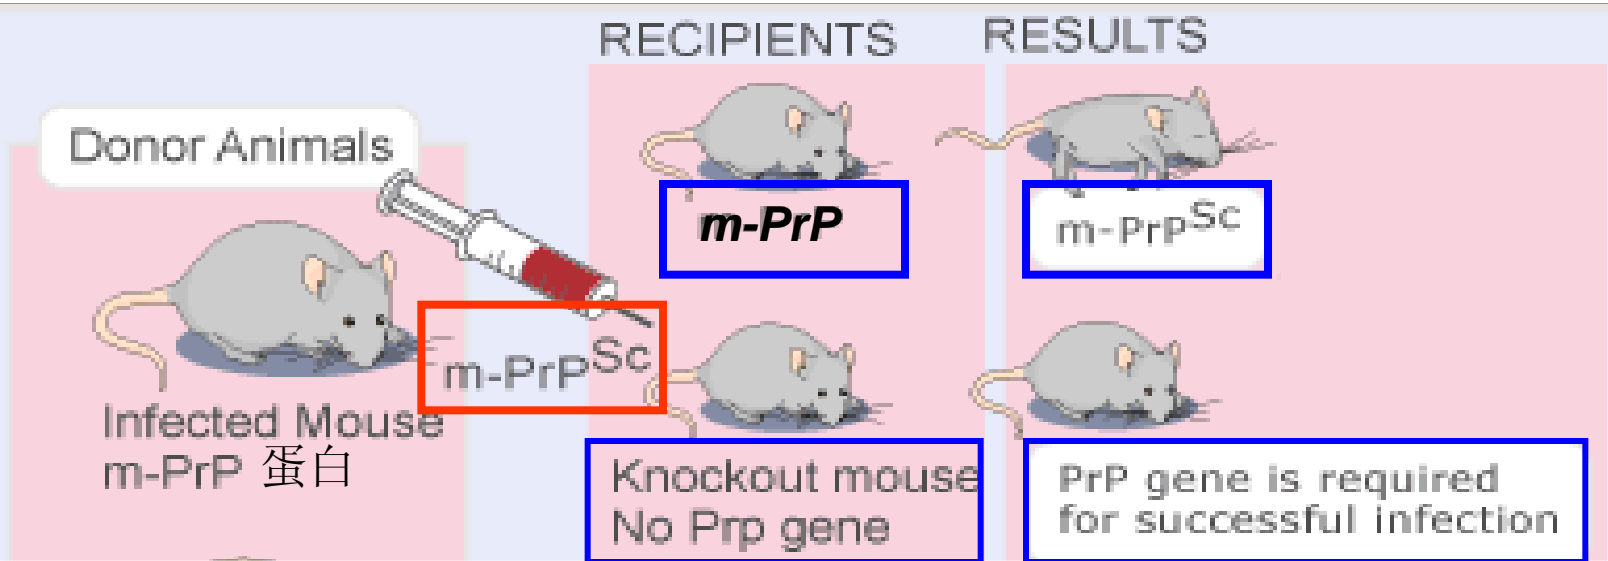 RECIPIENTS
RESULTS
Donor Animals
m-PrP
m-PrPSc
m-PrPSc
Infected Mouse
m-PrP 蛋白
Knockout mouse
No Prp gene
PrP gene is required
for successful infection